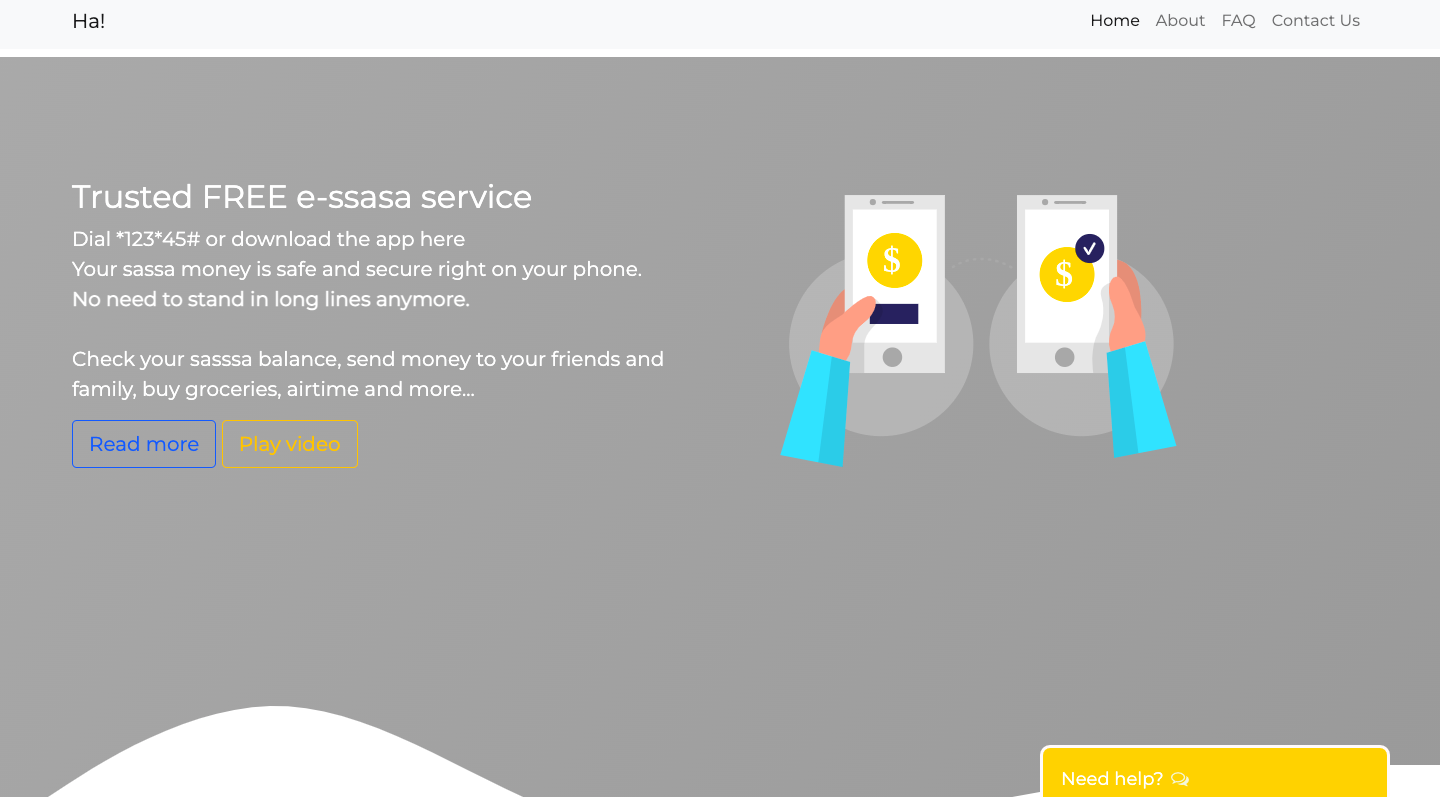 Ha!
Home About FAQ Contact Us
Trusted FREE e-ssasa service
Dial *123*45# or download the app here
Your sassa money is safe and secure right on your phone.
No need to stand in long lines anymore.
Check your sasssa balance, send money to your friends and
family, buy groceries, airtime and more...
Read more Play video
$ $
Need help?